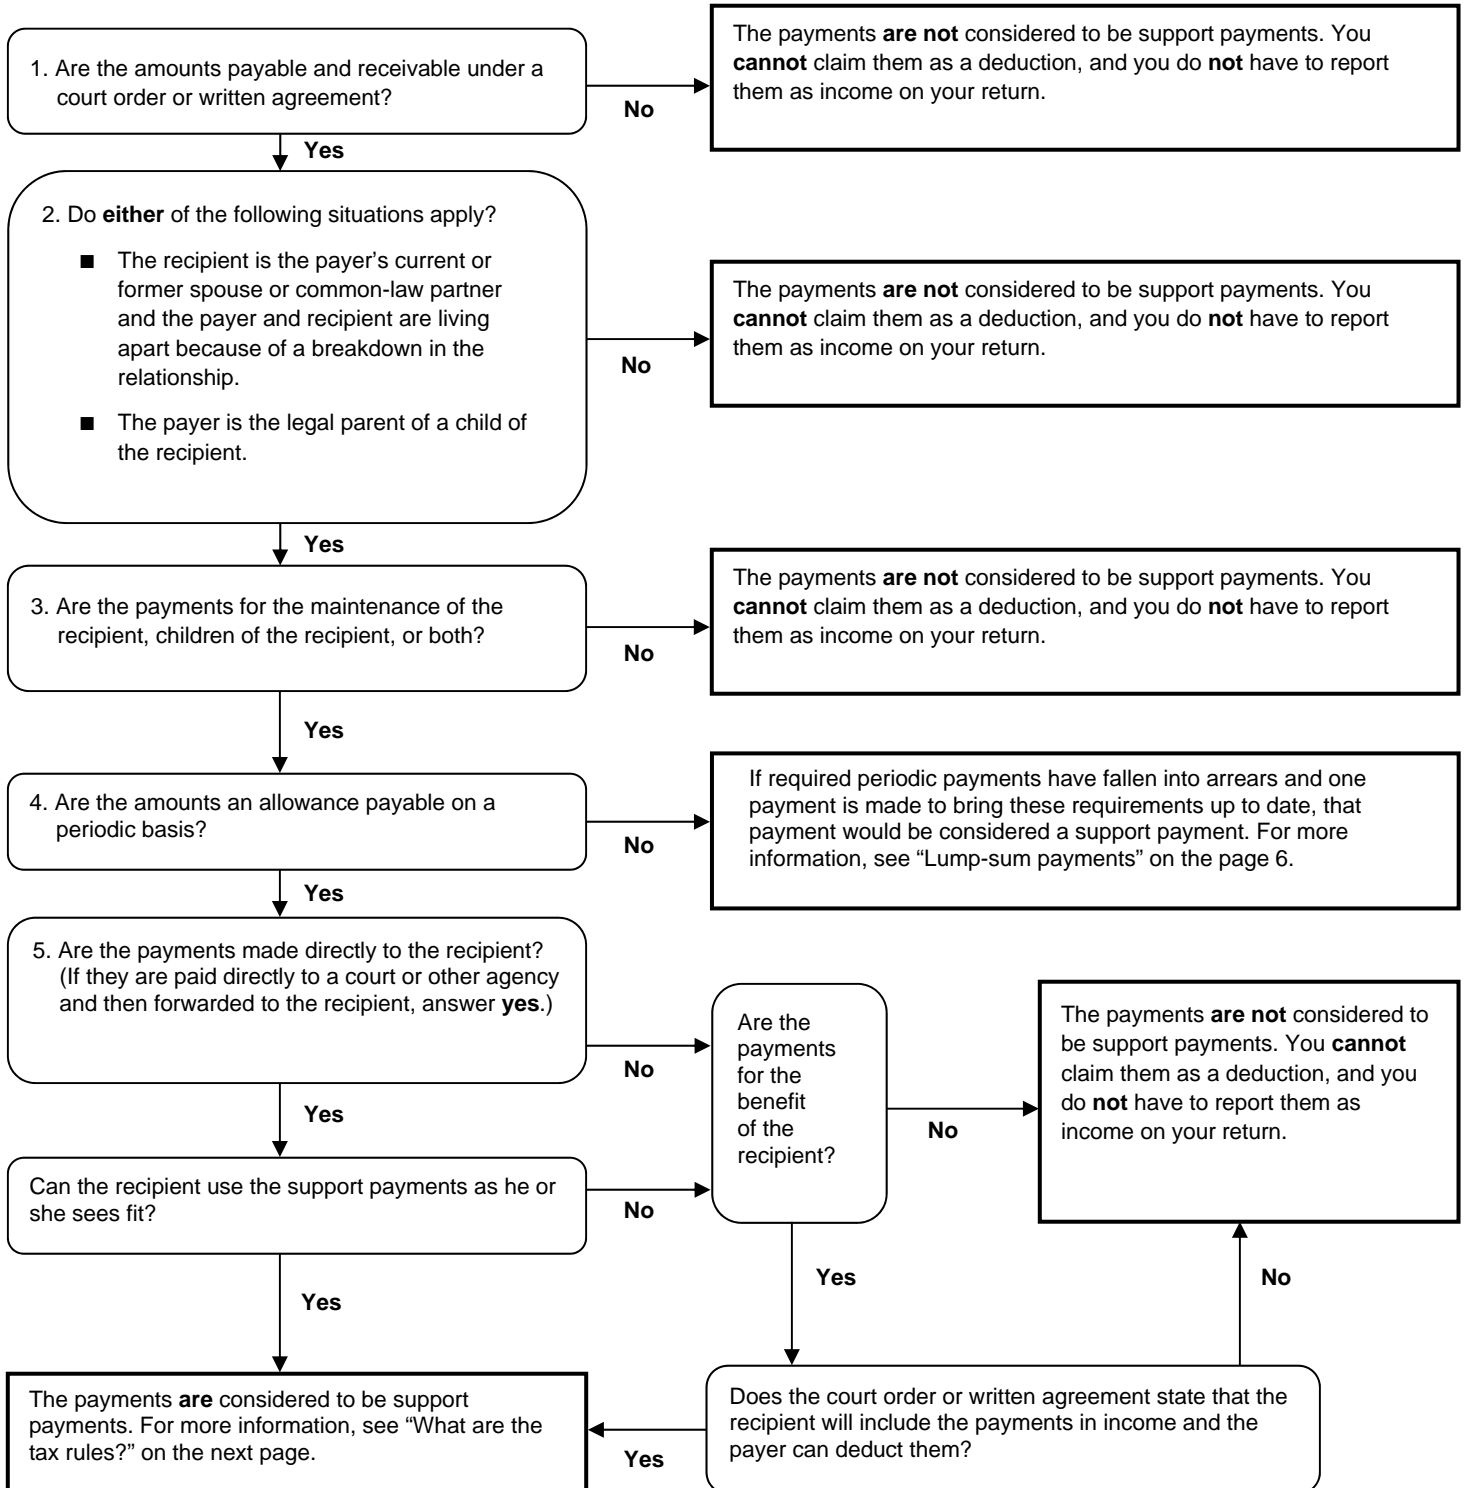 1. Are the amounts payable and receivable under a
court order or written agreement?
No
The payments are not considered to be support payments. You
cannot claim them as a deduction, and you do not have to report
them as income on your return.
Yes
2. Do either of the following situations apply?
■ The recipient is the payer's current or
former spouse or common-law partner
and the payer and recipient are living
apart because of a breakdown in the
relationship.
■ The payer is the legal parent of a child of
the recipient.
No
The payments are not considered to be support payments. You
cannot claim them as a deduction, and you do not have to report
them as income on your return.
Yes
3. Are the payments for the maintenance of the
recipient, children of the recipient, or both?
No
The payments are not considered to be support payments. You
cannot claim them as a deduction, and you do not have to report
them as income on your return.
Yes
4. Are the amounts an allowance payable on a
periodic basis?
No
If required periodic payments have fallen into arrears and one
payment is made to bring these requirements up to date, that
payment would be considered a support payment. For more
information, see “Lump-sum payments” on the page 6.
Yes
5. Are the payments made directly to the recipient?
(If they are paid directly to a court or other agency
and then forwarded to the recipient, answer yes.)
No
Are the
payments
for the
benefit
of the
recipient?
No
The payments are not considered to
be support payments. You cannot
claim them as a deduction, and you
do not have to report them as
income on your return.
Yes
Can the recipient use the support payments as he or
she sees fit?
No
Yes
No
Yes
The payments are considered to be support
payments. For more information, see “What are the
tax rules?” on the next page.
Yes
Does the court order or written agreement state that the
recipient will include the payments in income and the
payer can deduct them?